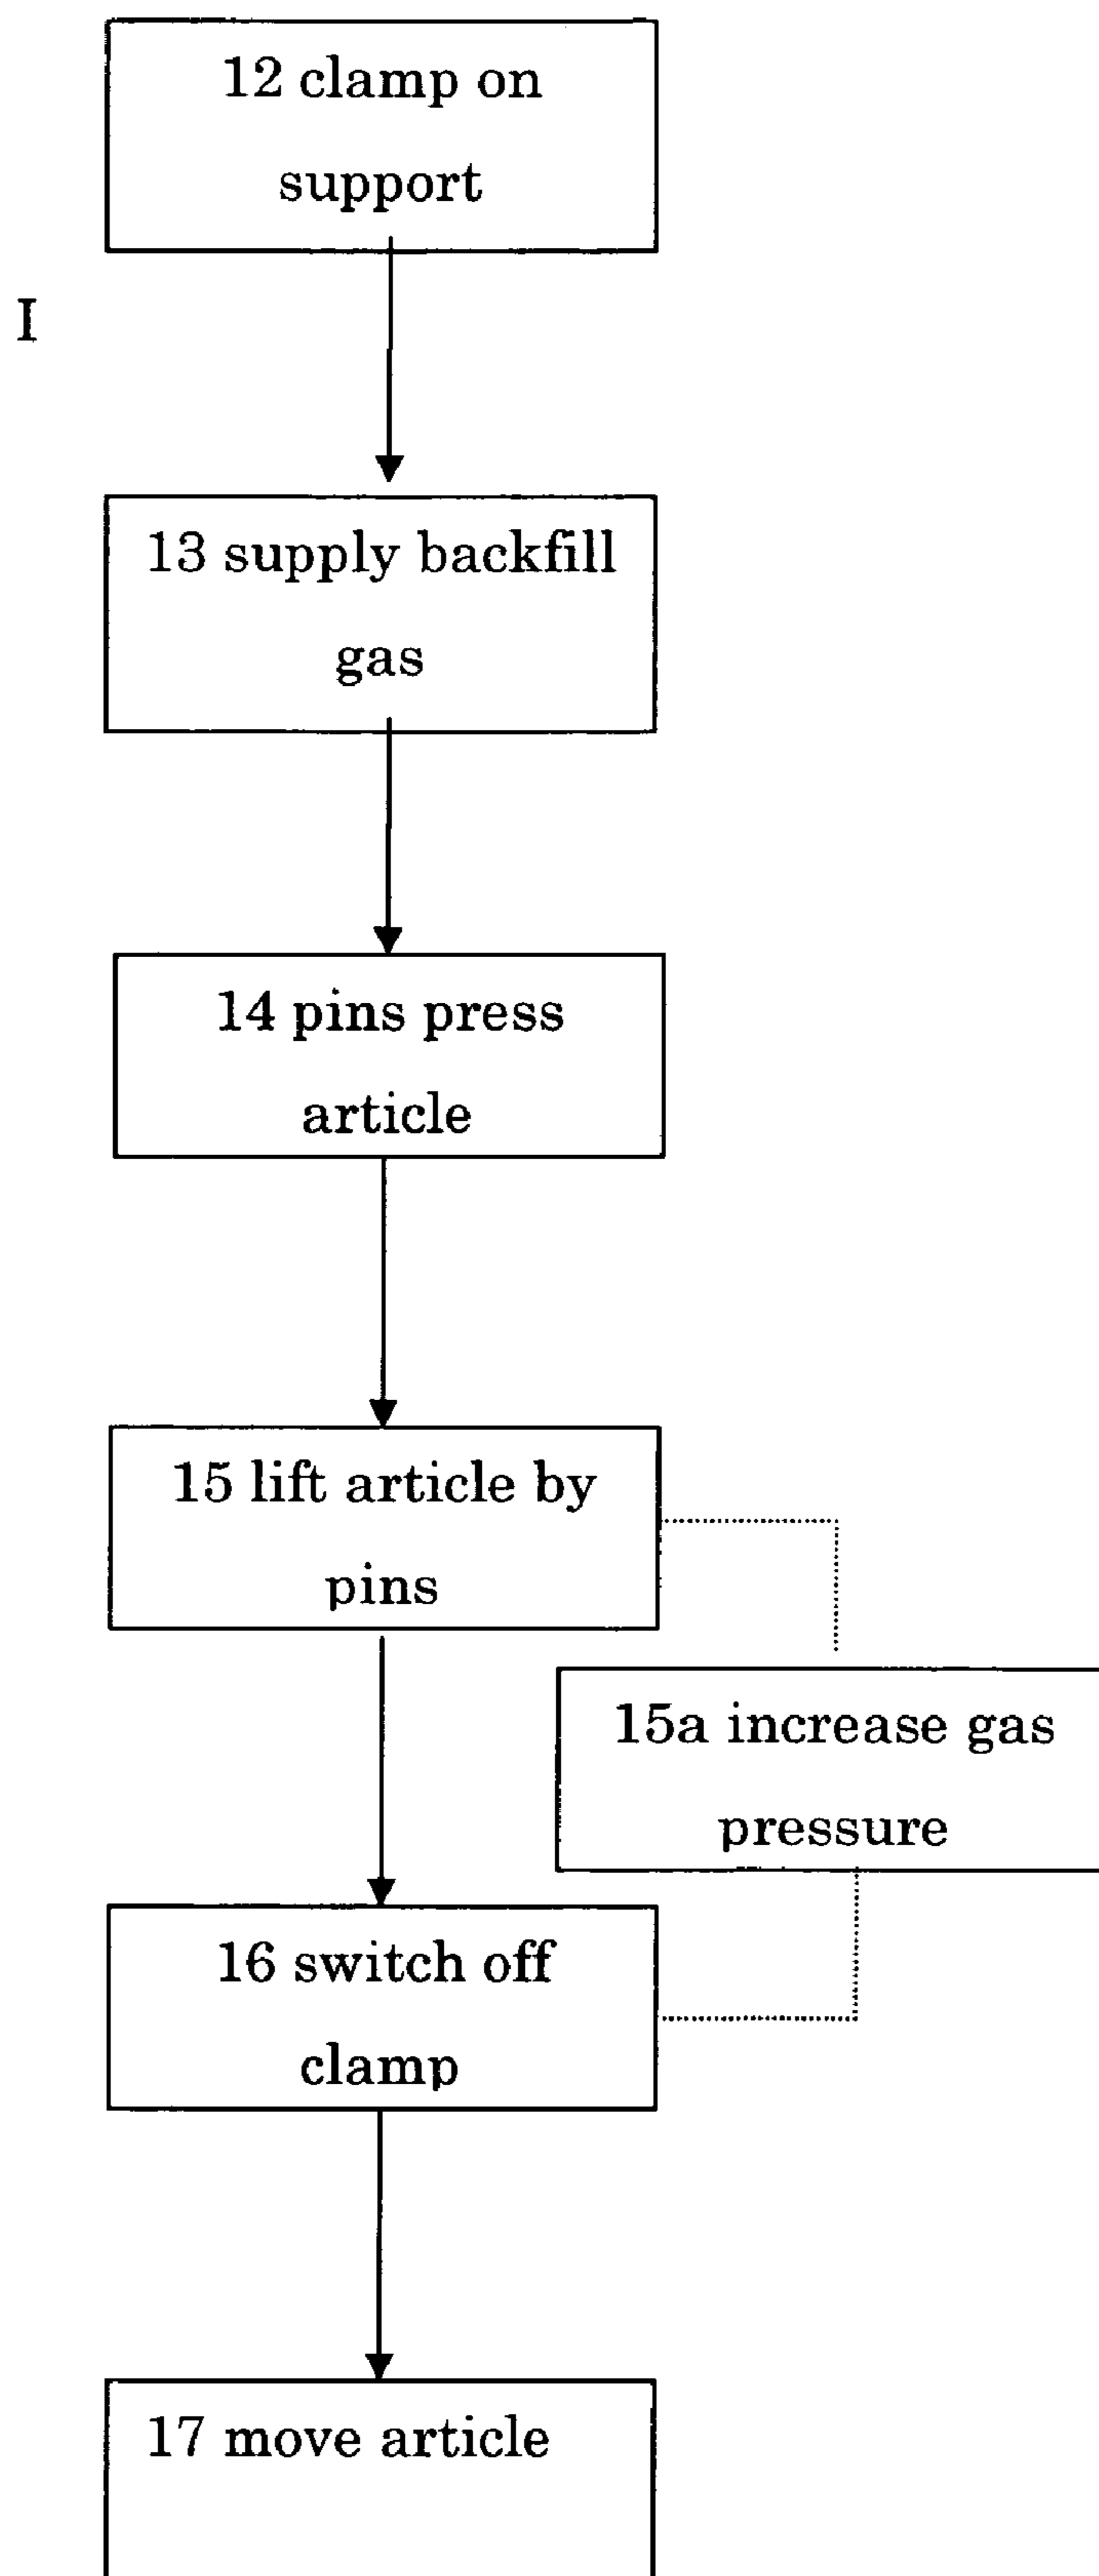 12 clamp on
support
I
13 supply backfill
gas
14 pins press
article
15 lift article by
pins
15a increase gas
pressure
16 switch off
clamp
17 move article